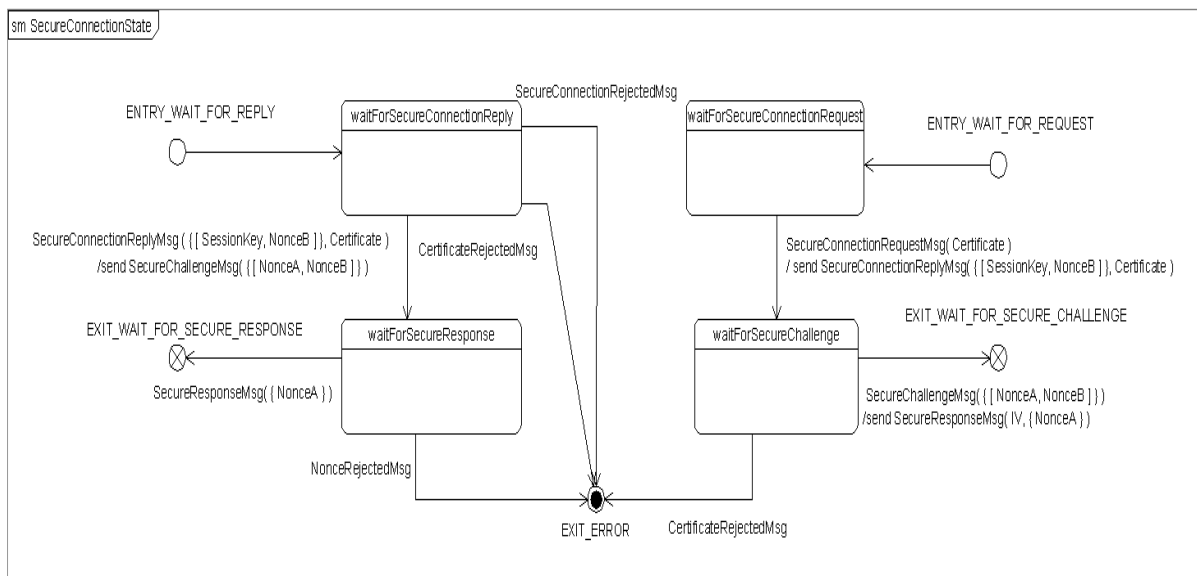 sm SecureConnectionState
SecureConnectionRejectedMsg
ENTRY_WAIT_FOR_REPLY
waitForSecureConnectionReply
waitForSecureConnectionRequest
ENTRY_WAIT_FOR_REQUEST
SecureConnectionReplyMsg ( { [ SessionKey, NonceB ] }, Certificate )
/send SecureChallengeMsg( { [ NonceA, NonceB ] } )
CertificateRejectedMsg
SecureConnectionRequestMsg( Certificate )
/ send SecureConnectionReplyMsg( { [ SessionKey, NonceB ] }, Certificate )
EXIT_WAIT_FOR_SECURE_RESPONSE
waitForSecureResponse
waitForSecureChallenge
EXIT_WAIT_FOR_SECURE_CHALLENGE
SecureResponseMsg( { NonceA } )
SecureChallengeMsg( { [ NonceA, NonceB ] } )
/send SecureResponseMsg( IV, { NonceA } )
NonceRejectedMsg
EXIT_ERROR
CertificateRejectedMsg